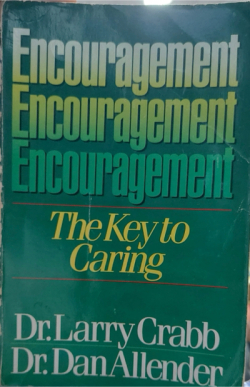 Encouragement
Encouragement
Encouragement
The Key to
Caring
Dr. Larry Crabb
Dr. Dan Allender